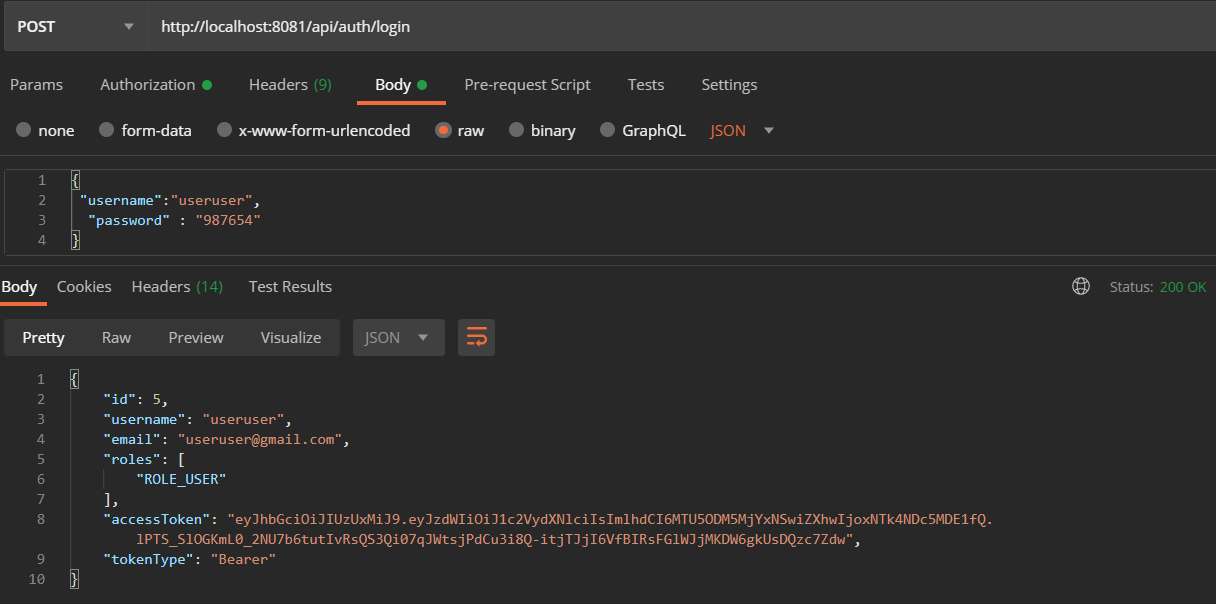 POST http://localhost:8081/api/auth/login
Params Authorization Headers (9) Body Pre-request Script Tests Settings
none form-data x-www-form-urlencoded raw binary GraphQL JSON
1 {
2 "username":"useruser",
3 "password" : "987654"
4 }
Body Cookies Headers (14) Test Results Status: 200 OK
Pretty Raw Preview Visualize JSON
1 {
2 "id": 5,
3 "username": "useruser",
4 "email": "useruser@gmail.com",
5 "roles": [
6 "ROLE_USER"
7 ],
8 "accessToken": "eyJhbGciOiJIUzUxMiJ9.eyJzdWIiOiJ1c2VydXNlciIsImlhdCI6MTU5ODM5MjYxNSwiZXhwIjoxNTk4NDc5MDE1fQ.
lPTS_SlOGKmL0_2NU7b6tutIvRsQS3Qi07qJWtsjPdCu3i8Q-itjTJjI6VfBIRsFGlWJjMKDW6gkUsDQzc7Zdw",
9 "tokenType": "Bearer"
10 }